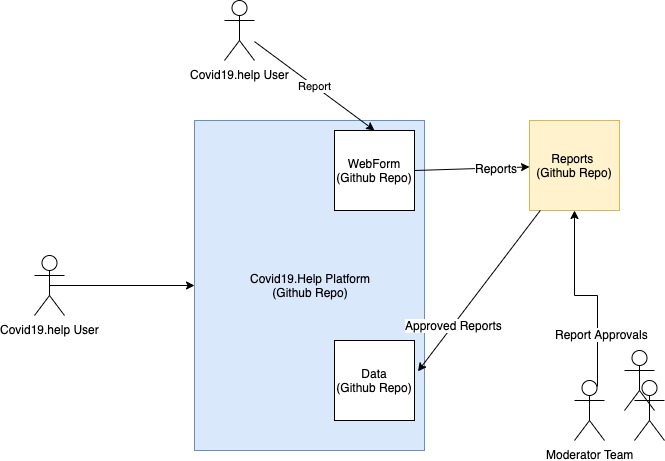 Covid19.help User
Report
WebForm
(Github Repo)
Reports
Reports
(Github Repo)
Covid19.Help Platform
(Github Repo)
Covid19.help User
Approved Reports
Report Approvals
Data
(Github Repo)
Moderator Team